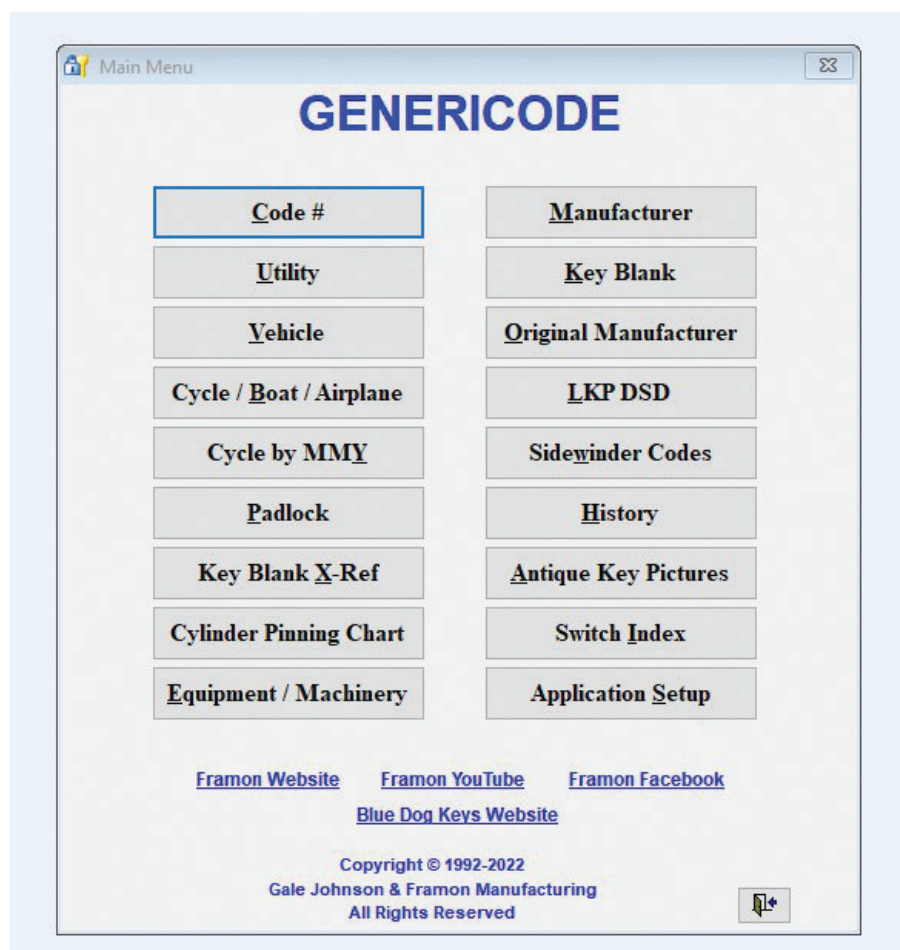 Main Menu
GENERICODE
Code #
Manufacturer
Utility
Key Blank
Vehicle
Original Manufacturer
Cycle / Boat / Airplane
LKP DSD
Cycle by MMY
Sidewinder Codes
Padlock
History
Key Blank X-Ref
Antique Key Pictures
Cylinder Pinning Chart
Switch Index
Equipment / Machinery
Application Setup
Framon Website Framon YouTube Framon Facebook
Blue Dog Keys Website
Copyright © 1992-2022
Gale Johnson & Framon Manufacturing
All Rights Reserved